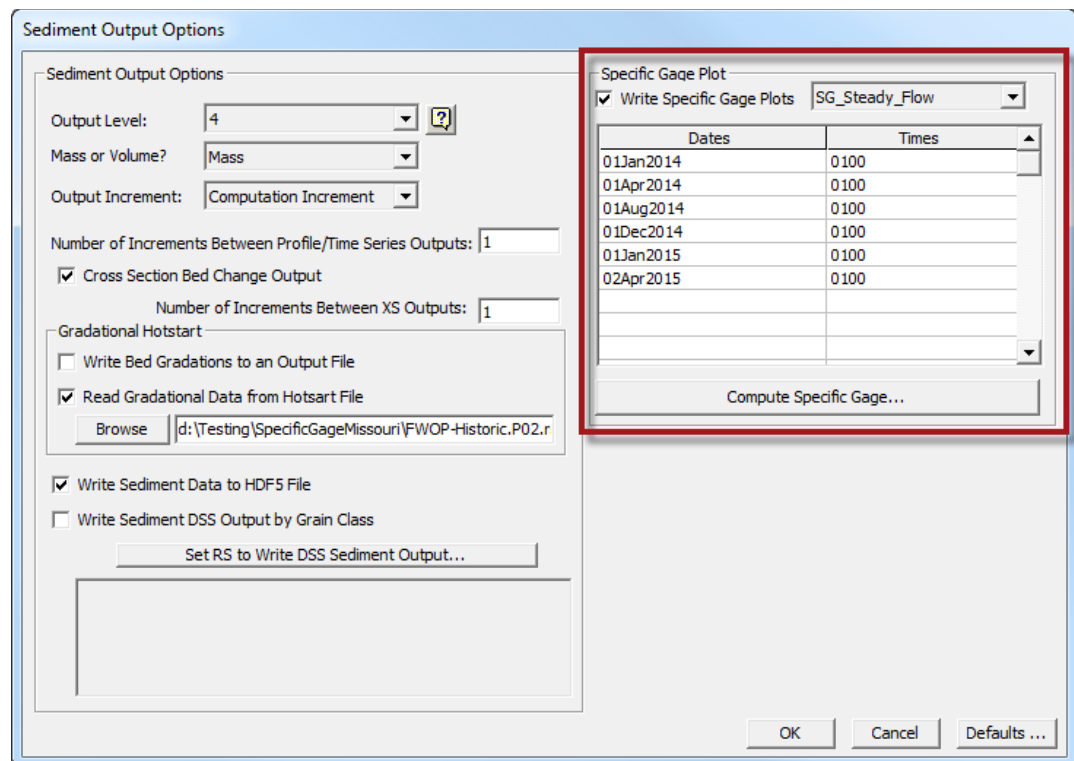 Sediment Output Options
Sediment Output Options
Output Level: 4
Mass or Volume? Mass
Output Increment: Computation Increment
Number of Increments Between Profile/Time Series Outputs: 1
Cross Section Bed Change Output
Number of Increments Between XS Outputs: 1
Gradational Hotstart
Write Bed Gradations to an Output File
Read Gradational Data from Hotsart File
Browse d:\Testing\SpecificGageMissouri\FWOP-Historic.P02.r
Write Sediment Data to HDF5 File
Write Sediment DSS Output by Grain Class
Set RS to Write DSS Sediment Output...
Specific Gage Plot
Write Specific Gage Plots SG_Steady_Flow
Dates Times
01Jan2014 0100
01Apr2014 0100
01Aug2014 0100
01Dec2014 0100
01Jan2015 0100
02Apr2015 0100
Compute Specific Gage...
OK Cancel Defaults ...